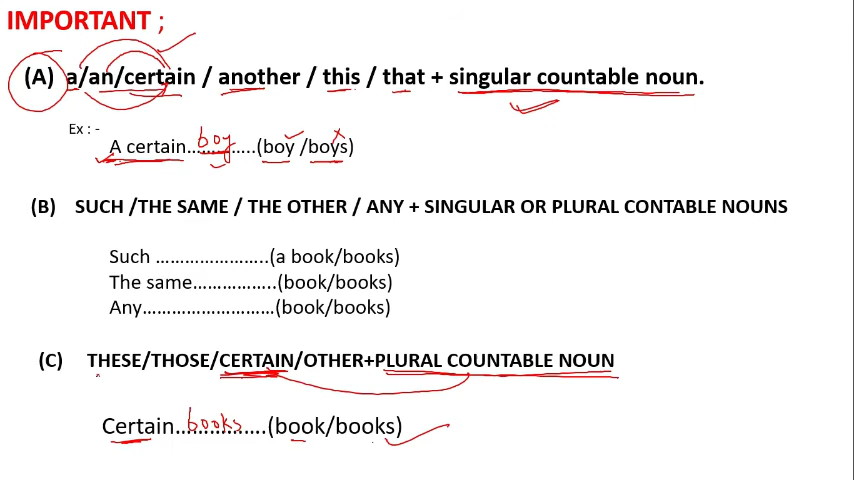 IMPORTANT ;
(A) a/an/certain / another / this / that + singular countable noun.
Ex : -
A certain...boy........(boy /boys)
(B) SUCH /THE SAME / THE OTHER / ANY + SINGULAR OR PLURAL CONTABLE NOUNS
Such …………………..(a book/books)
The same……………..(book/books)
Any………………………(book/books)
(C) THESE/THOSE/CERTAIN/OTHER+PLURAL COUNTABLE NOUN
Certain...books.......(book/books)